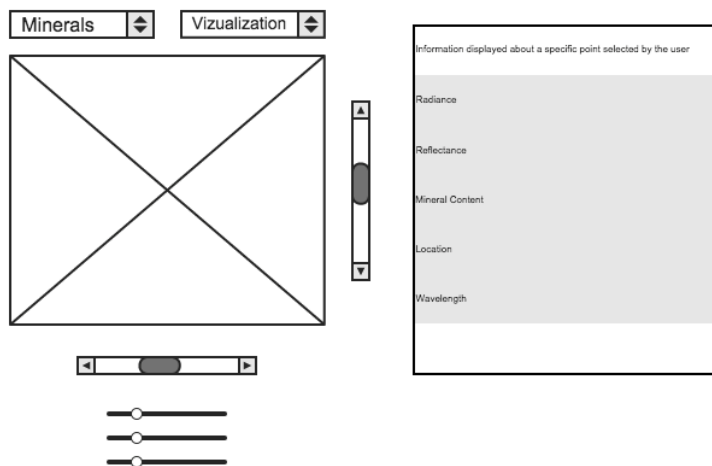 Minerals
Vizualization
Information displayed about a specific point selected by the user
Radiance
Reflectance
Mineral Content
Location
Wavelength